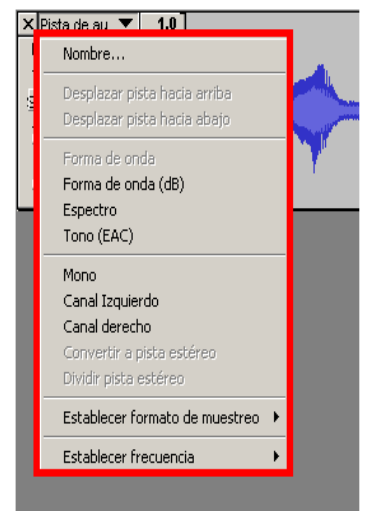 Pista de au 1.0
Nombre...
Desplazar pista hacia arriba
Desplazar pista hacia abajo
Forma de onda
Forma de onda (dB)
Espectro
Tono (EAC)
Mono
Canal Izquierdo
Canal derecho
Convertir a pista estéreo
Dividir pista estéreo
Establecer formato de muestreo
Establecer frecuencia